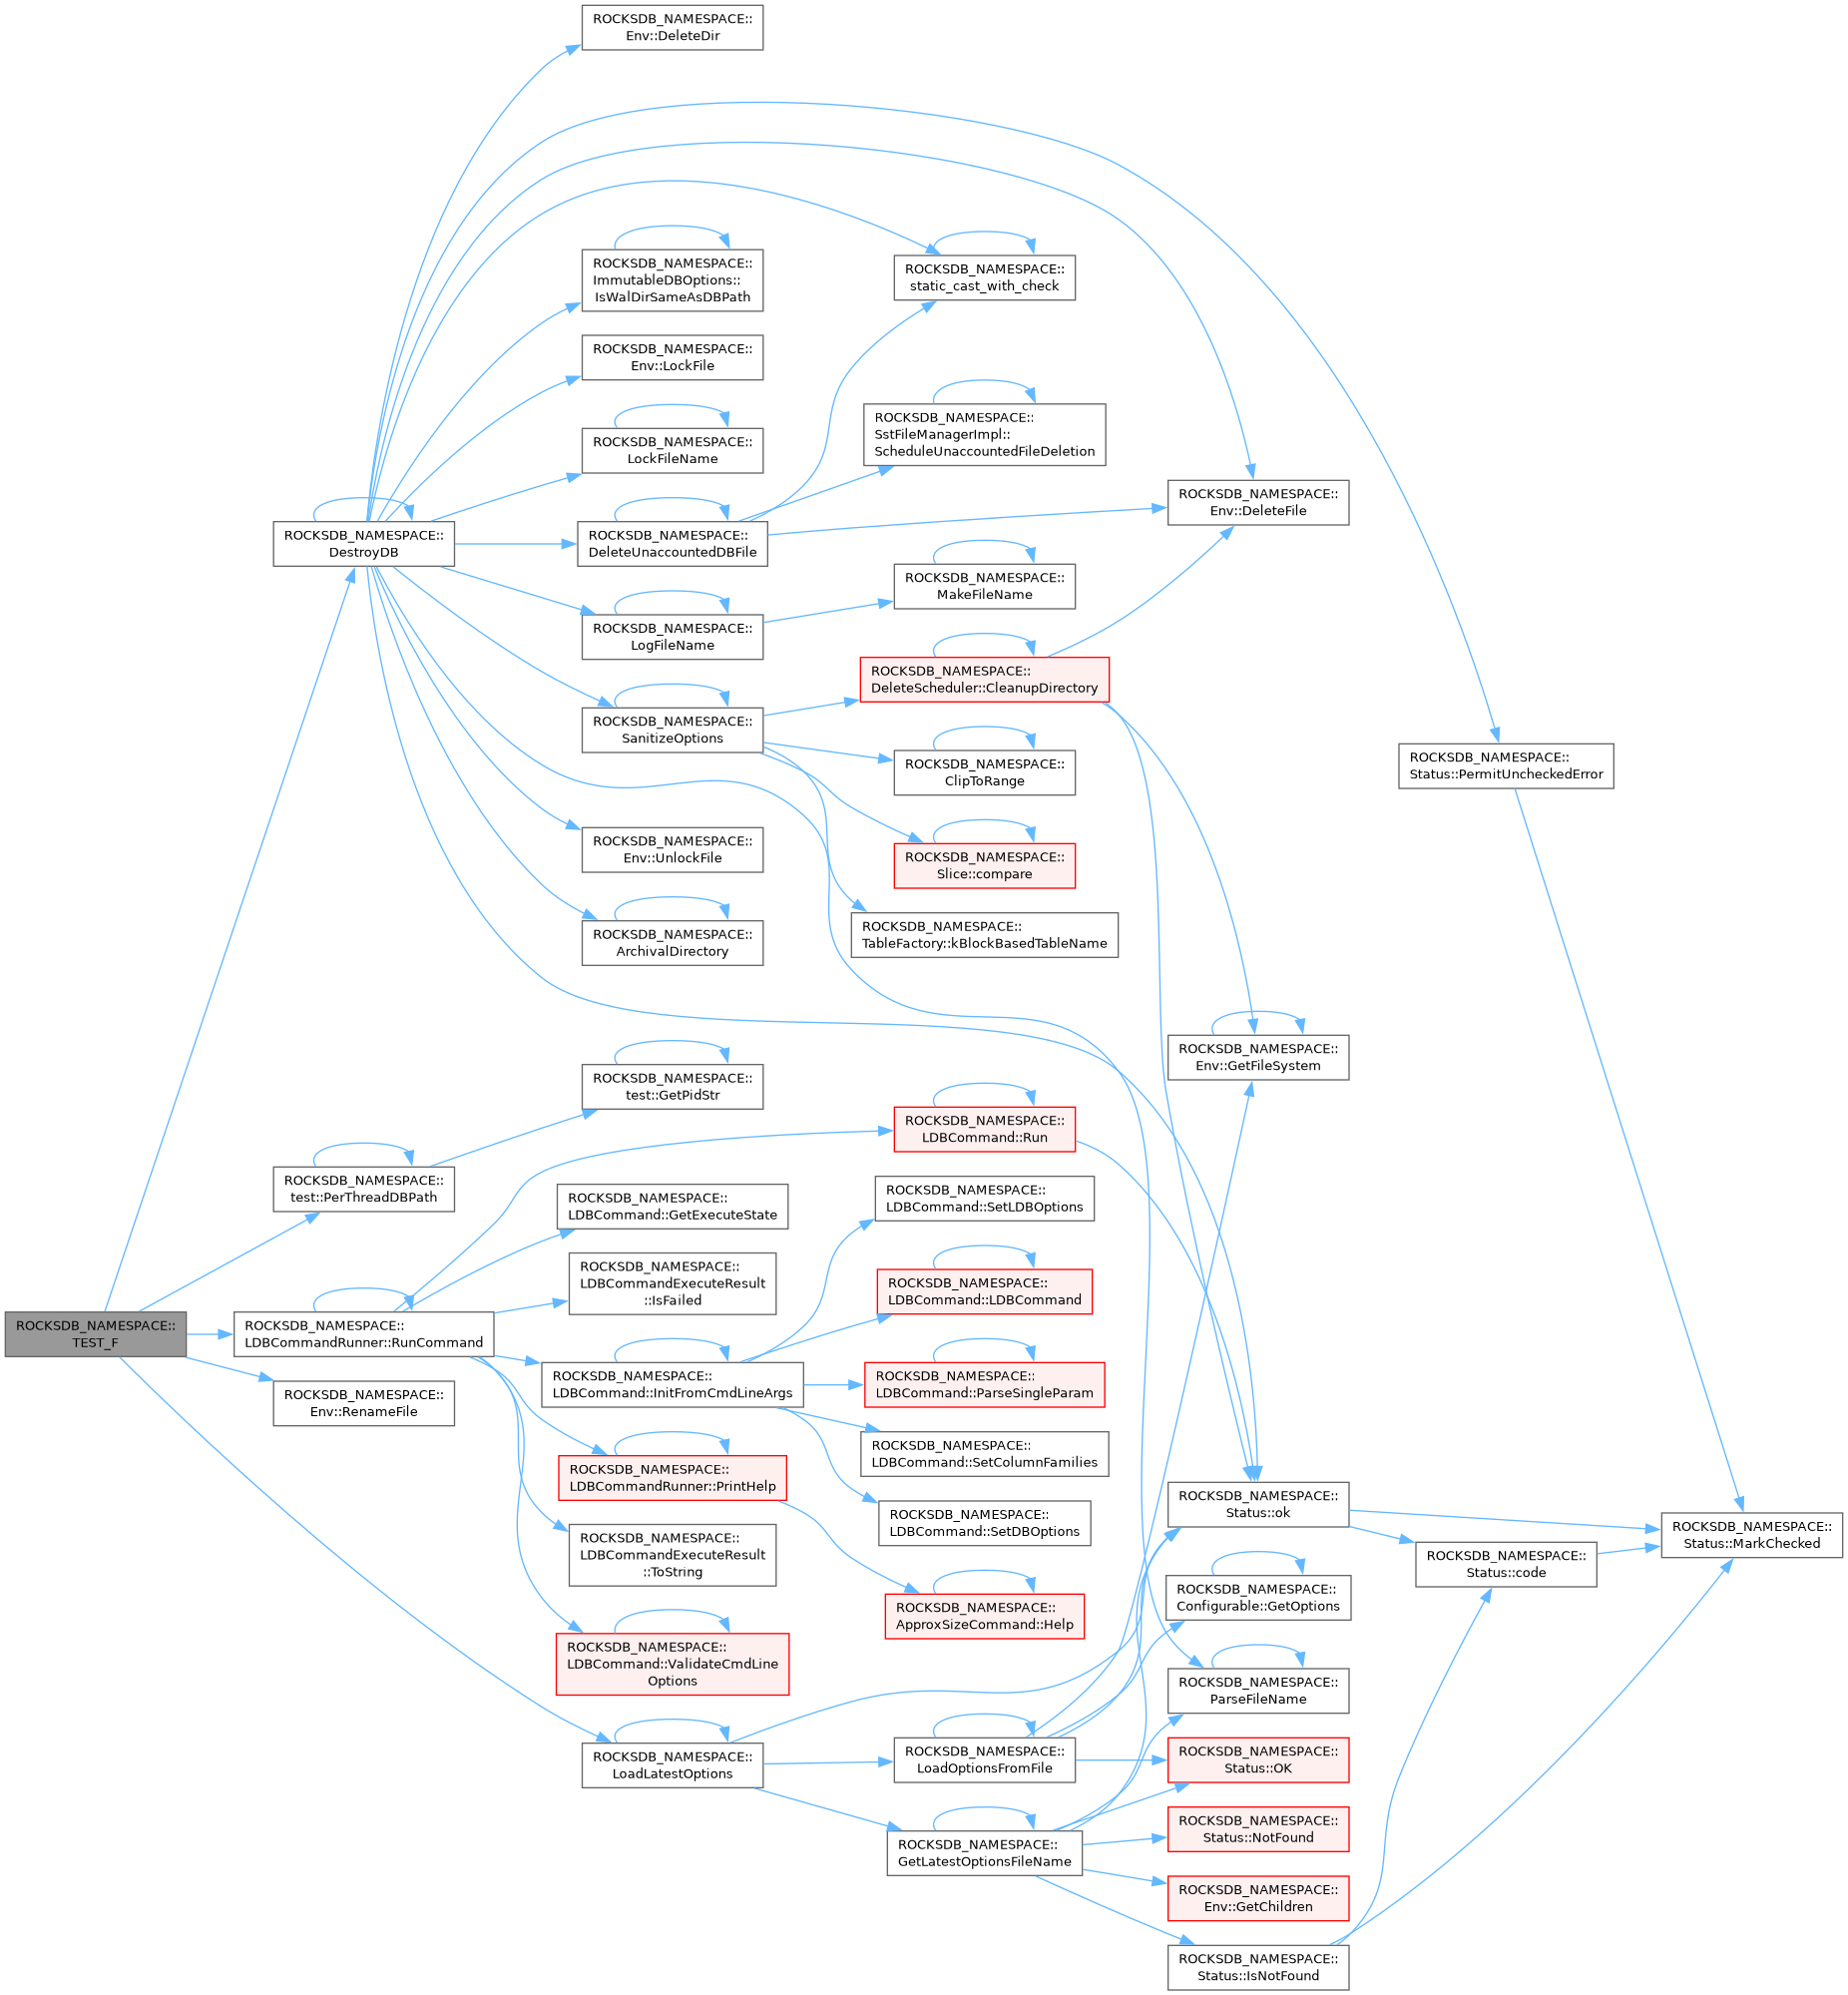 ROCKSDB_NAMESPACE::
Env::DeleteDir
ROCKSDB_NAMESPACE::
ImmutableDBOptions::
IsWalDirSameAsDBPath
ROCKSDB_NAMESPACE::
static_cast_with_check
ROCKSDB_NAMESPACE::
Env::LockFile
ROCKSDB_NAMESPACE::
LockFileName
ROCKSDB_NAMESPACE::
SstFileManagerImpl::
ScheduleUnaccountedFileDeletion
ROCKSDB_NAMESPACE::
Env::DeleteFile
ROCKSDB_NAMESPACE::
DestroyDB
ROCKSDB_NAMESPACE::
DeleteUnaccountedDBFile
ROCKSDB_NAMESPACE::
MakeFileName
ROCKSDB_NAMESPACE::
LogFileName
ROCKSDB_NAMESPACE::
DeleteScheduler::CleanupDirectory
ROCKSDB_NAMESPACE::
SanitizeOptions
ROCKSDB_NAMESPACE::
ClipToRange
ROCKSDB_NAMESPACE::
Status::PermitUncheckedError
ROCKSDB_NAMESPACE::
Env::UnlockFile
ROCKSDB_NAMESPACE::
Slice::compare
ROCKSDB_NAMESPACE::
ArchivalDirectory
ROCKSDB_NAMESPACE::
TableFactory::kBlockBasedTableName
ROCKSDB_NAMESPACE::
Env::GetFileSystem
ROCKSDB_NAMESPACE::
test::GetPidStr
ROCKSDB_NAMESPACE::
LDBCommand::Run
ROCKSDB_NAMESPACE::
test::PerThreadDBPath
ROCKSDB_NAMESPACE::
LDBCommand::GetExecuteState
ROCKSDB_NAMESPACE::
LDBCommand::SetLDBOptions
ROCKSDB_NAMESPACE::
LDBCommandExecuteResult
::IsFailed
ROCKSDB_NAMESPACE::
LDBCommand::LDBCommand
ROCKSDB_NAMESPACE::
TEST_F
ROCKSDB_NAMESPACE::
LDBCommandRunner::RunCommand
ROCKSDB_NAMESPACE::
LDBCommand::InitFromCmdLineArgs
ROCKSDB_NAMESPACE::
LDBCommand::ParseSingleParam
ROCKSDB_NAMESPACE::
Env::RenameFile
ROCKSDB_NAMESPACE::
LDBCommand::SetColumnFamilies
ROCKSDB_NAMESPACE::
LDBCommandRunner::PrintHelp
ROCKSDB_NAMESPACE::
LDBCommand::SetDBOptions
ROCKSDB_NAMESPACE::
Status::ok
ROCKSDB_NAMESPACE::
Status::MarkChecked
ROCKSDB_NAMESPACE::
LDBCommandExecuteResult
::ToString
ROCKSDB_NAMESPACE::
Status::code
ROCKSDB_NAMESPACE::
Configurable::GetOptions
ROCKSDB_NAMESPACE::
ApproxSizeCommand::Help
ROCKSDB_NAMESPACE::
LDBCommand::ValidateCmdLine
Options
ROCKSDB_NAMESPACE::
ParseFileName
ROCKSDB_NAMESPACE::
LoadLatestOptions
ROCKSDB_NAMESPACE::
LoadOptionsFromFile
ROCKSDB_NAMESPACE::
Status::OK
ROCKSDB_NAMESPACE::
Status::NotFound
ROCKSDB_NAMESPACE::
GetLatestOptionsFileName
ROCKSDB_NAMESPACE::
Env::GetChildren
ROCKSDB_NAMESPACE::
Status::IsNotFound